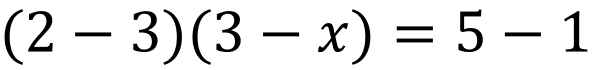 (2 − 3)(3 − x) = 5 − 1